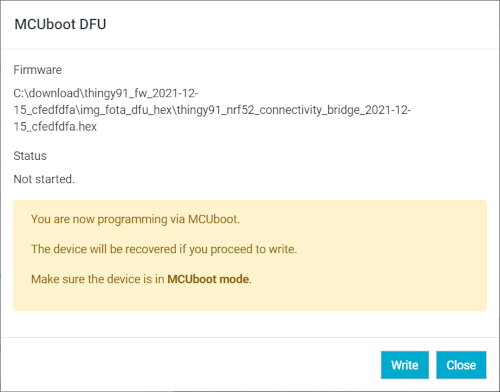 MCUboot DFU
Firmware
C:\download\thingy91_fw_2021-12-
15_cfedfdfa\img_fota_dfu_hex\thingy91_nrf52_connectivity_bridge_2021-12-
15_cfedfdfa.hex
Status
Not started.
You are now programming via MCUboot.
The device will be recovered if you proceed to write.
Make sure the device is in MCUboot mode.
Write Close